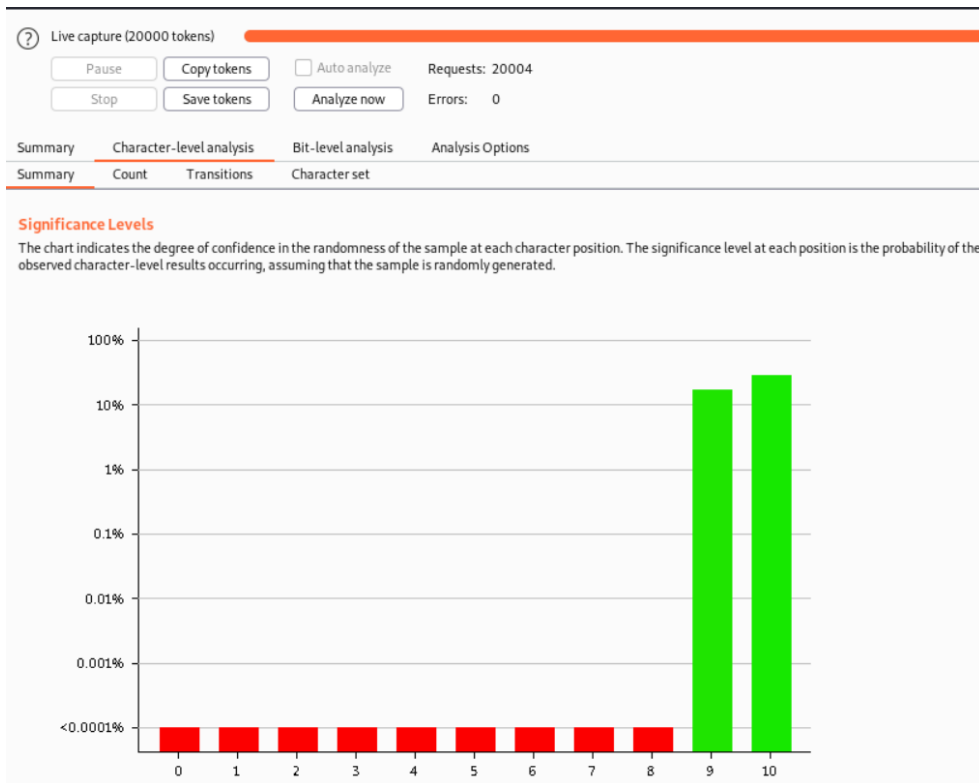 ? Live capture (20000 tokens)
Pause Copy tokens Auto analyze Requests: 20004
Stop Save tokens Analyze now Errors: 0
Summary Character-level analysis Bit-level analysis Analysis Options
Summary Count Transitions Character set
Significance Levels
The chart indicates the degree of confidence in the randomness of the sample at each character position. The significance level at each position is the probability of the
observed character-level results occurring, assuming that the sample is randomly generated.
100%
10%
1%
0.1%
0.01%
0.001%
<0.0001%
0 1 2 3 4 5 6 7 8 9 10